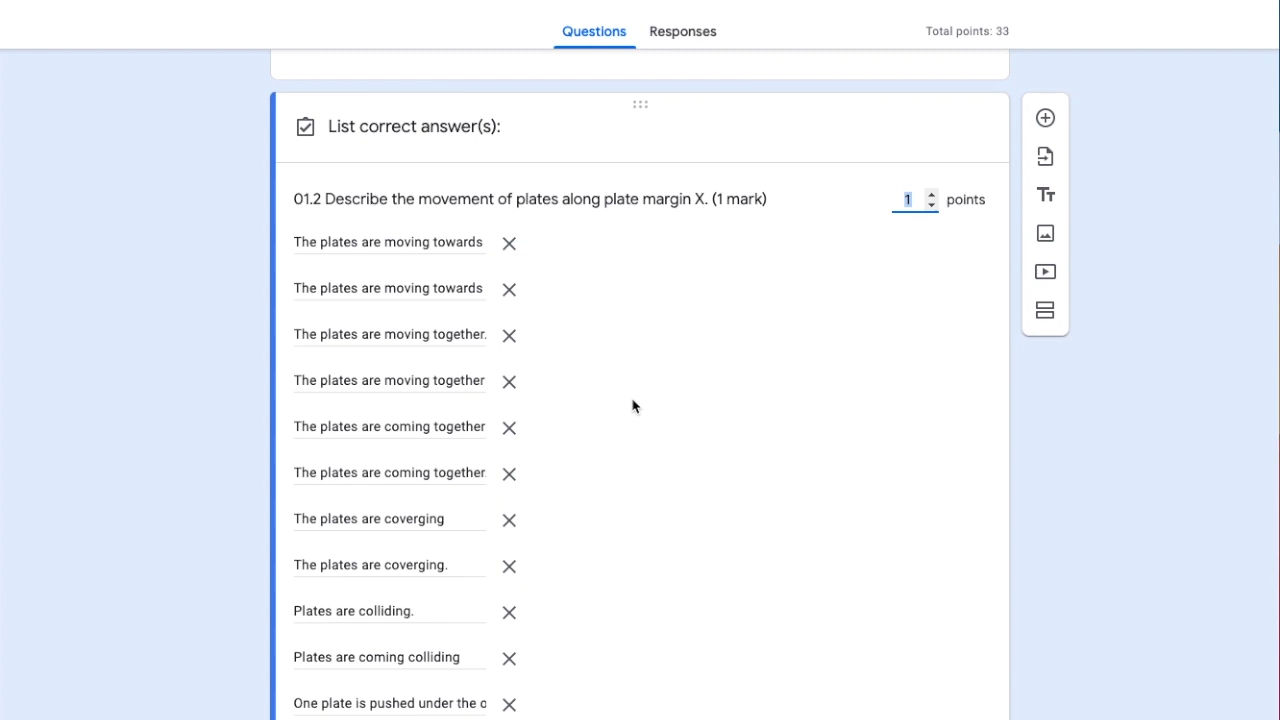 Questions Responses Total points: 33
List correct answer(s):
01.2 Describe the movement of plates along plate margin X. (1 mark) 1 points
The plates are moving towards
The plates are moving towards
The plates are moving together.
The plates are moving together
The plates are coming together
The plates are coming together
The plates are coverging
The plates are coverging.
Plates are colliding.
Plates are coming colliding
One plate is pushed under the o
Tт